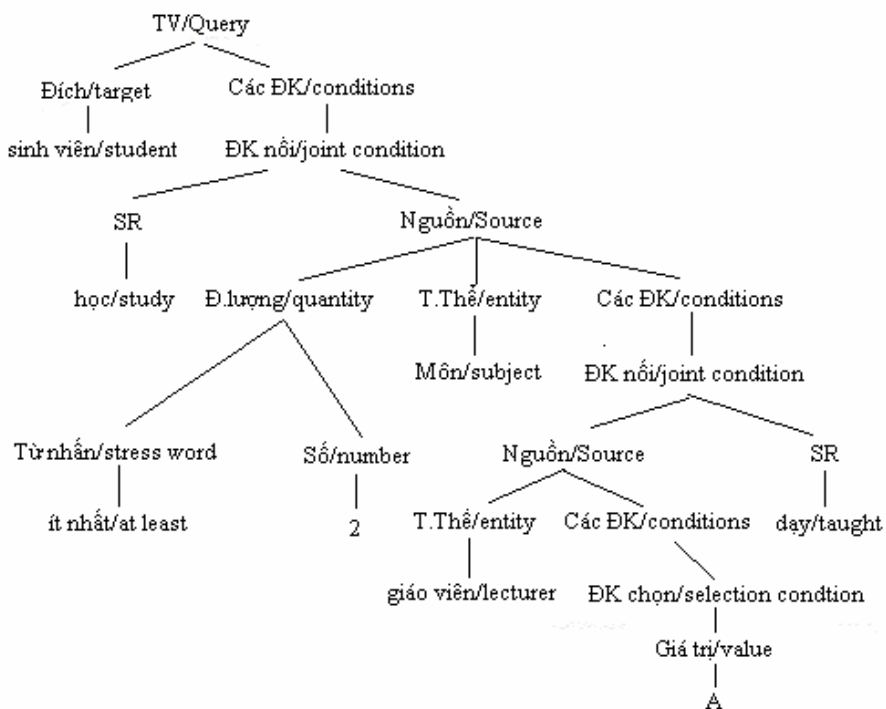 TV/Query
Đích/target Các ĐK/conditions
sinh viên/student ĐK nối/joint condition
SR Nguồn/Source
học/study Đ.lượng/quantity T.Thể/entity Các ĐK/conditions
Môn/subject ĐK nối/joint condition
Từ nhấn/stress word Số/number Nguồn/Source SR
ít nhất/at least 2 T.Thể/entity Các ĐK/conditions dạy/taught
giáo viên/lecturer ĐK chọn/selection condtion
Giá trị/value
A